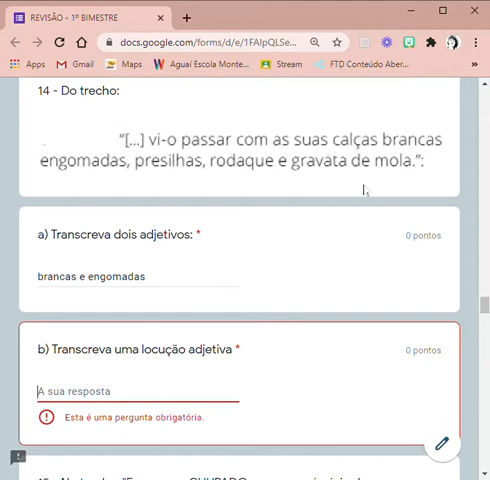 REVISÃO - 1º BIMESTRE
docs.google.com/forms/d/e/1FAIpQLSe...
Apps Gmail Maps Aguaí Escola Monte... Stream FTD Conteúdo Aber...
14 - Do trecho:
"[...] vi-o passar com as suas calças brancas
engomadas, presilhas, rodaque e gravata de mola.":
a) Transcreva dois adjetivos: *
0 pontos
brancas e engomadas
b) Transcreva uma locução adjetiva *
0 pontos
A sua resposta
Esta é uma pergunta obrigatória.